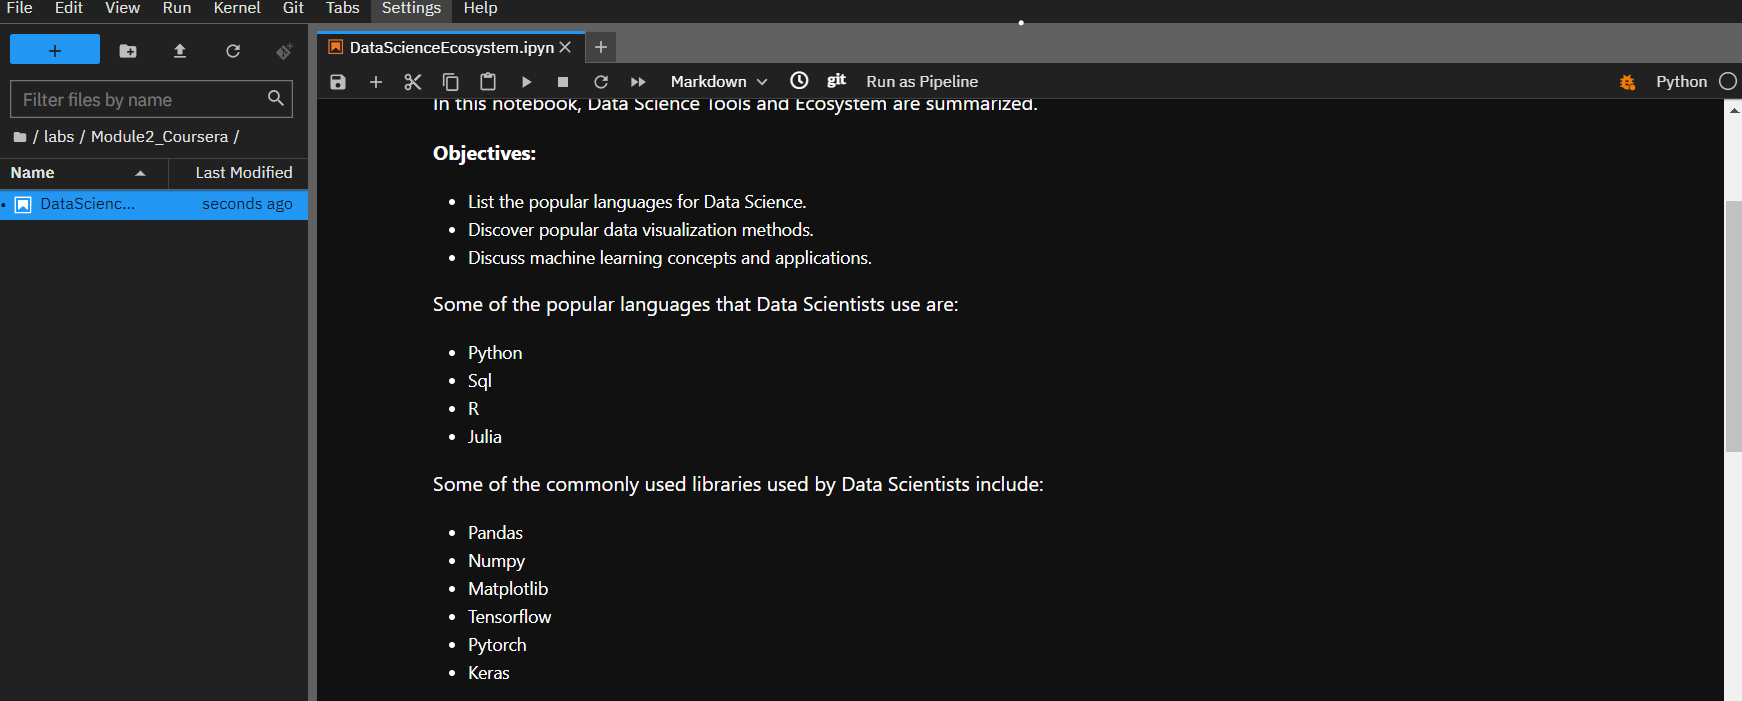 File Edit View Run Kernel Git Tabs Settings Help
DataScienceEcosystem.ipyn
Filter files by name
/ labs / Module2_Coursera /
Name Last Modified
DataScienc... seconds ago
Markdown git Run as Pipeline Python
In this notebook, Data Science Tools and Ecosystem are summarized.
Objectives:
• List the popular languages for Data Science.
• Discover popular data visualization methods.
• Discuss machine learning concepts and applications.
Some of the popular languages that Data Scientists use are:
• Python
• Sql
• R
• Julia
Some of the commonly used libraries used by Data Scientists include:
• Pandas
• Numpy
• Matplotlib
• Tensorflow
• Pytorch
• Keras